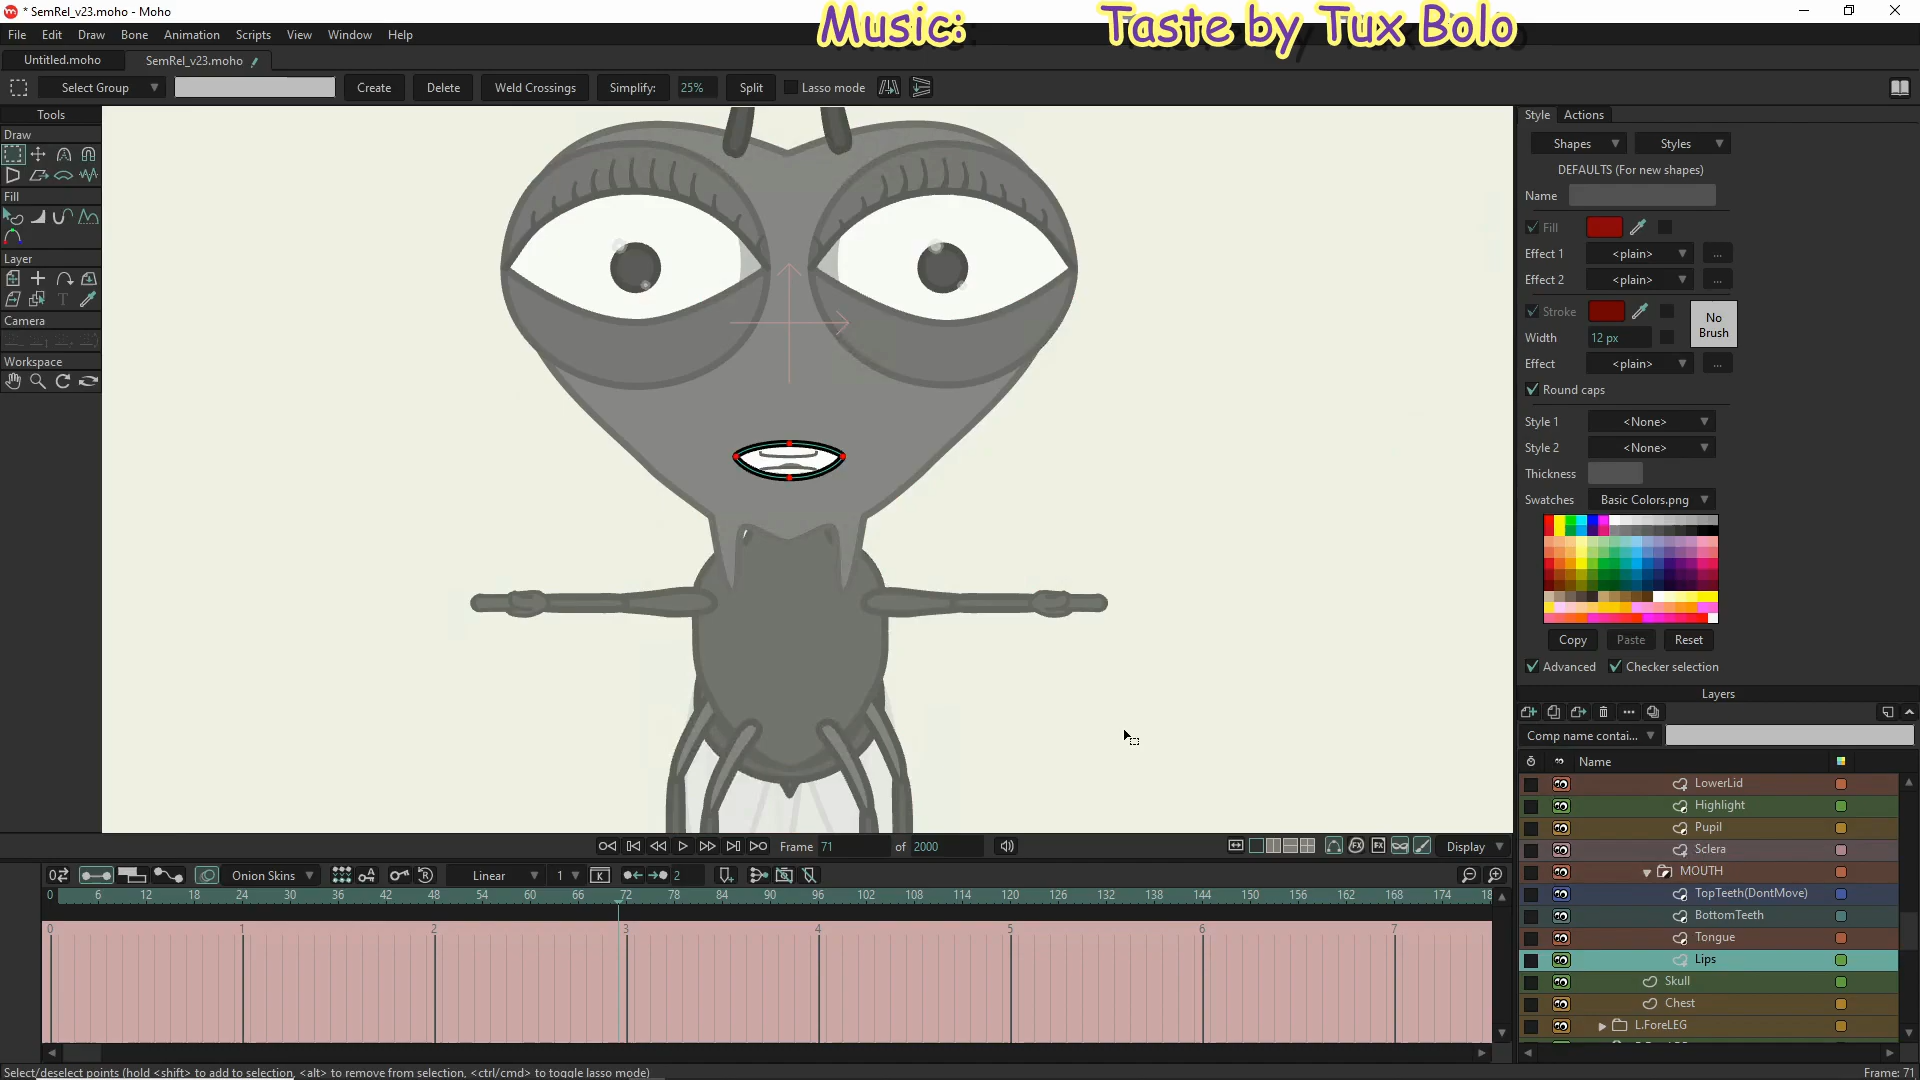 * SemRel_v23.moho - Moho
Music: Taste by Tux Bolo
File Edit Draw Bone Animation Scripts View Window Help
Untitled.moho SemRel_v23.moho
Select Group Create Delete Weld Crossings Simplify: 25% Split Lasso mode
Tools
Draw
Fill
Layer
Camera
Workspace
Style Actions
Shapes Styles
DEFAULTS (For new shapes)
Name
Fill
Effect 1 <plain> ...
Effect 2 <plain> ...
Stroke
No Brush
Width 12 px
Effect <plain> ...
Round caps
Style 1 <None>
Style 2 <None>
Thickness
Swatches Basic Colors.png
Copy Paste Reset
Advanced Checker selection
Layers
Comp name contai...
Name
LowerLid
Highlight
Pupil
Sclera
MOUTH
TopTeeth(DontMove)
BottomTeeth
Tongue
Lips
Skull
Chest
L.ForeLEG
Frame 71 of 2000 Display
Onion Skins Linear 1 2
0 6 12 18 24 30 36 42 48 54 60 66 72 78 84 90 96 102 108 114 120 126 132 138 144 150 156 162 168 174 18
0 1 2 3 4 5 6 7
Select/deselect points (hold <shift> to add to selection, <alt> to remove from selection, <ctrl/cmd> to toggle lasso mode)
Frame: 71